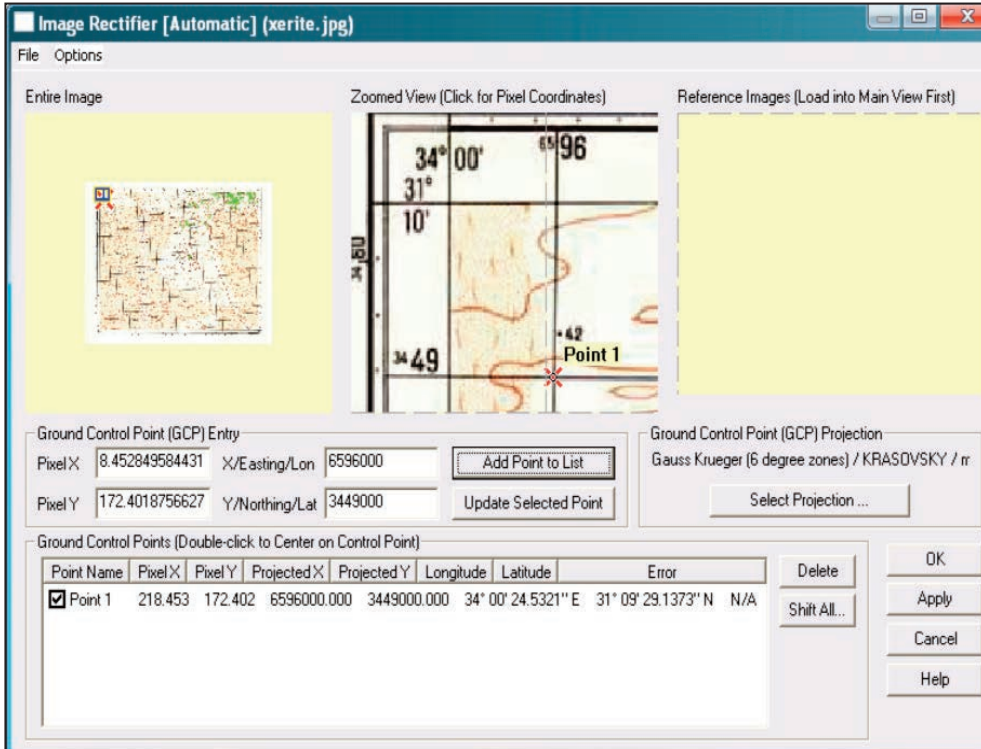 Image Rectifier [Automatic] (xerite.jpg)
File Options
Entire Image
Zoomed View (Click for Pixel Coordinates)
Reference Images (Load into Main View First)
34° 00' 65 96
31°
10'
34 80
42
Point 1
34 49
Ground Control Point (GCP) Entry
Pixel X 8.452849584431 X/Easting/Lon 6596000 Add Point to List
Pixel Y 172.4018756627 Y/Northing/Lat 3449000 Update Selected Point
Ground Control Point (GCP) Projection
Gauss Krueger (6 degree zones) / KRASOVSKY /
Select Projection ...
Ground Control Points (Double-click to Center on Control Point)
Point Name Pixel X Pixel Y Projected X Projected Y Longitude Latitude Error
Point 1 218.453 172.402 6596000.000 3449000.000 34° 00' 24.5321'' E 31° 09' 29.1373'' N N/A
Delete
Shift All...
OK
Apply
Cancel
Help